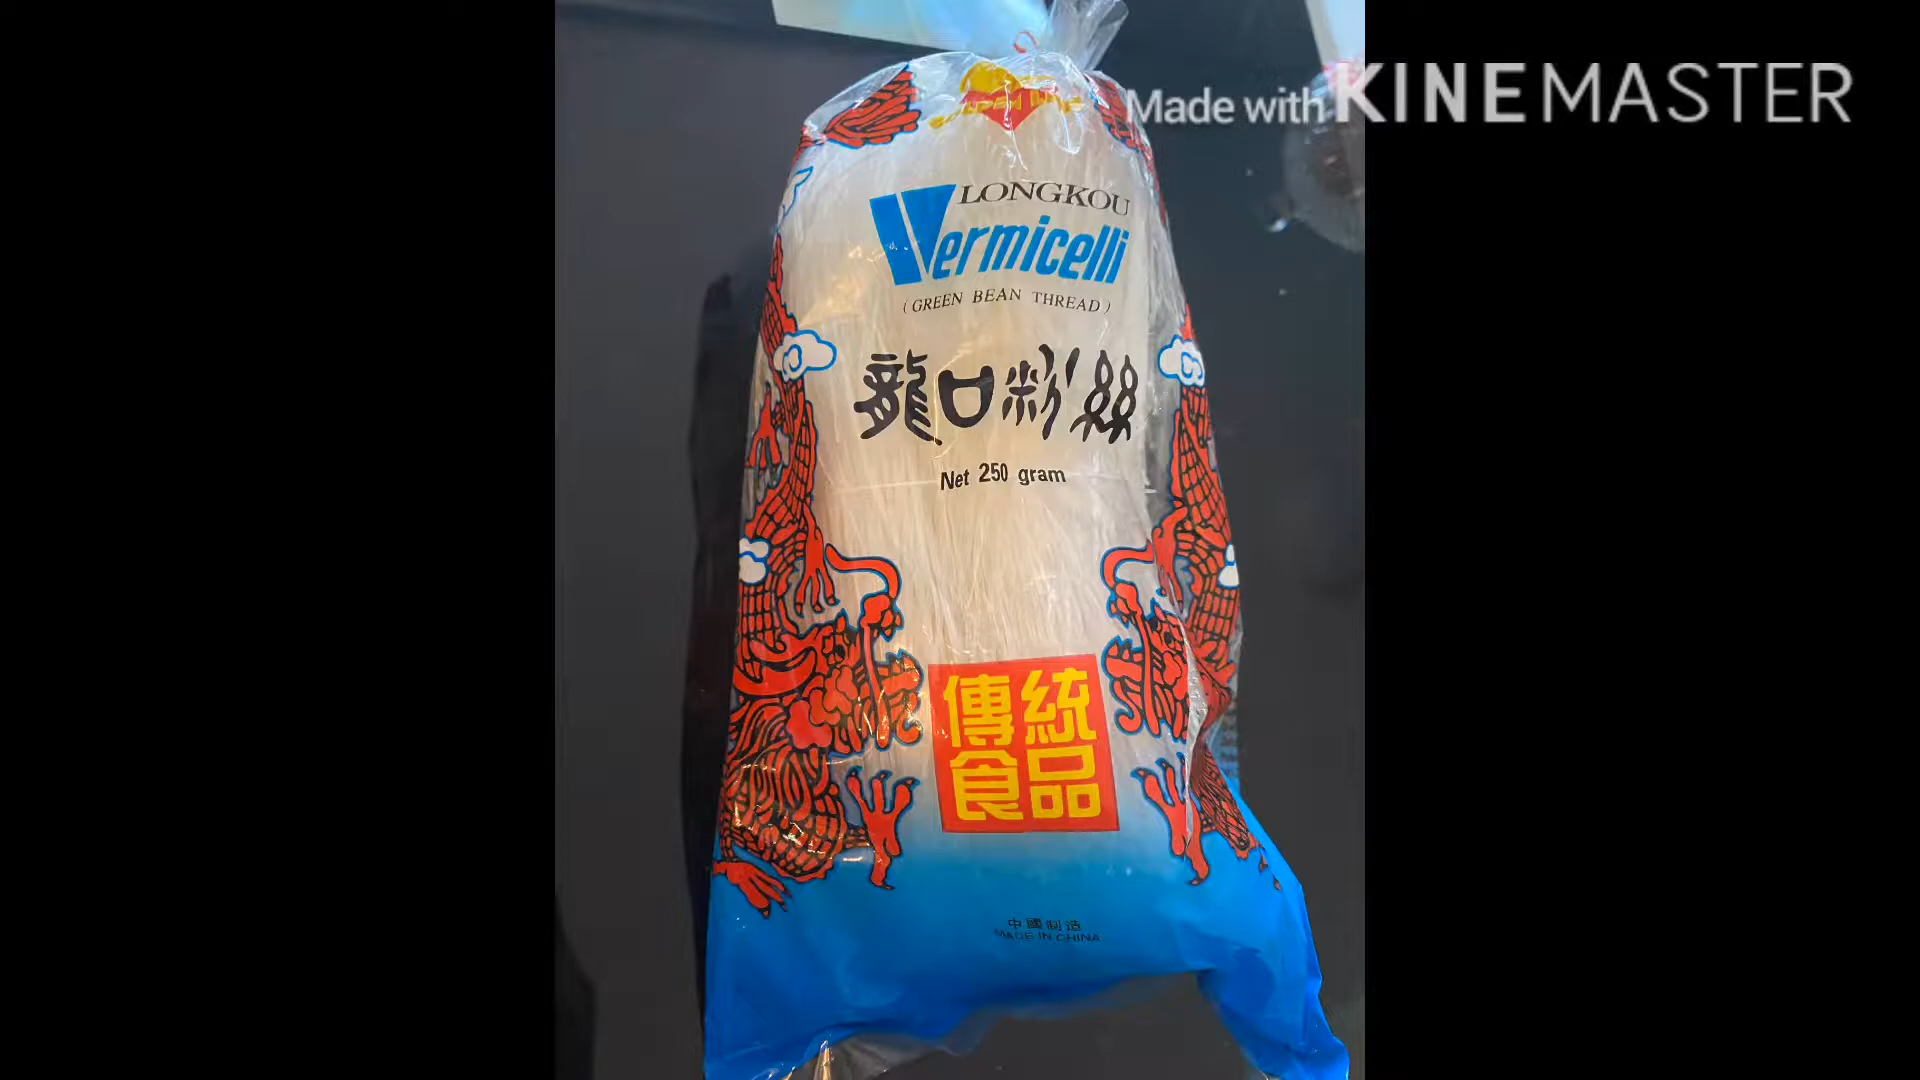 Made with KINEMASTER
LONGKOU
Vermicelli
(GREEN BEAN THREAD)
龍口粉絲
Net 250 gram
傳統
食品
中國制造
MADE IN CHINA